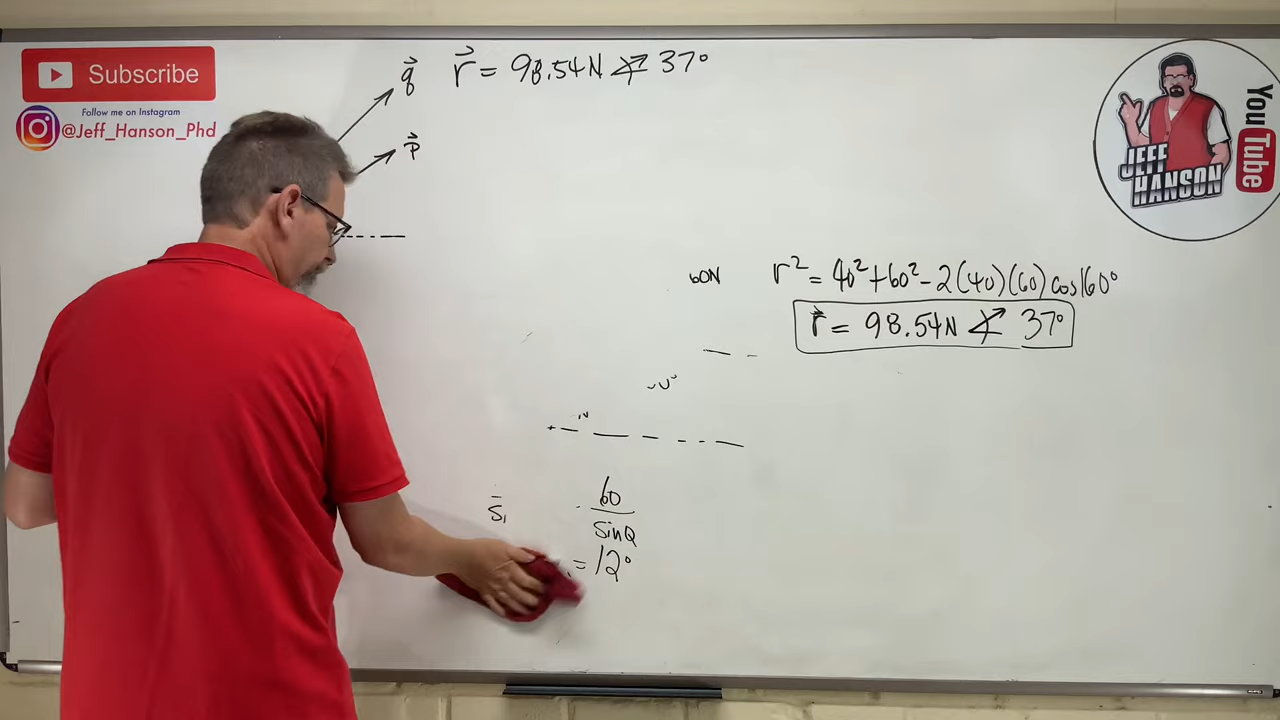 Subscribe
Follow me on Instagram
@Jeff_Hanson_Phd
q⃗
p⃗
r⃗ = 98.54N ∡ 37°
JEFF
HANSON
YouTube
60N
r² = 40² + 60² - 2(40)(60) cos 160°
r⃗ = 98.54N ∡ 37°
60
sinQ
= 12°